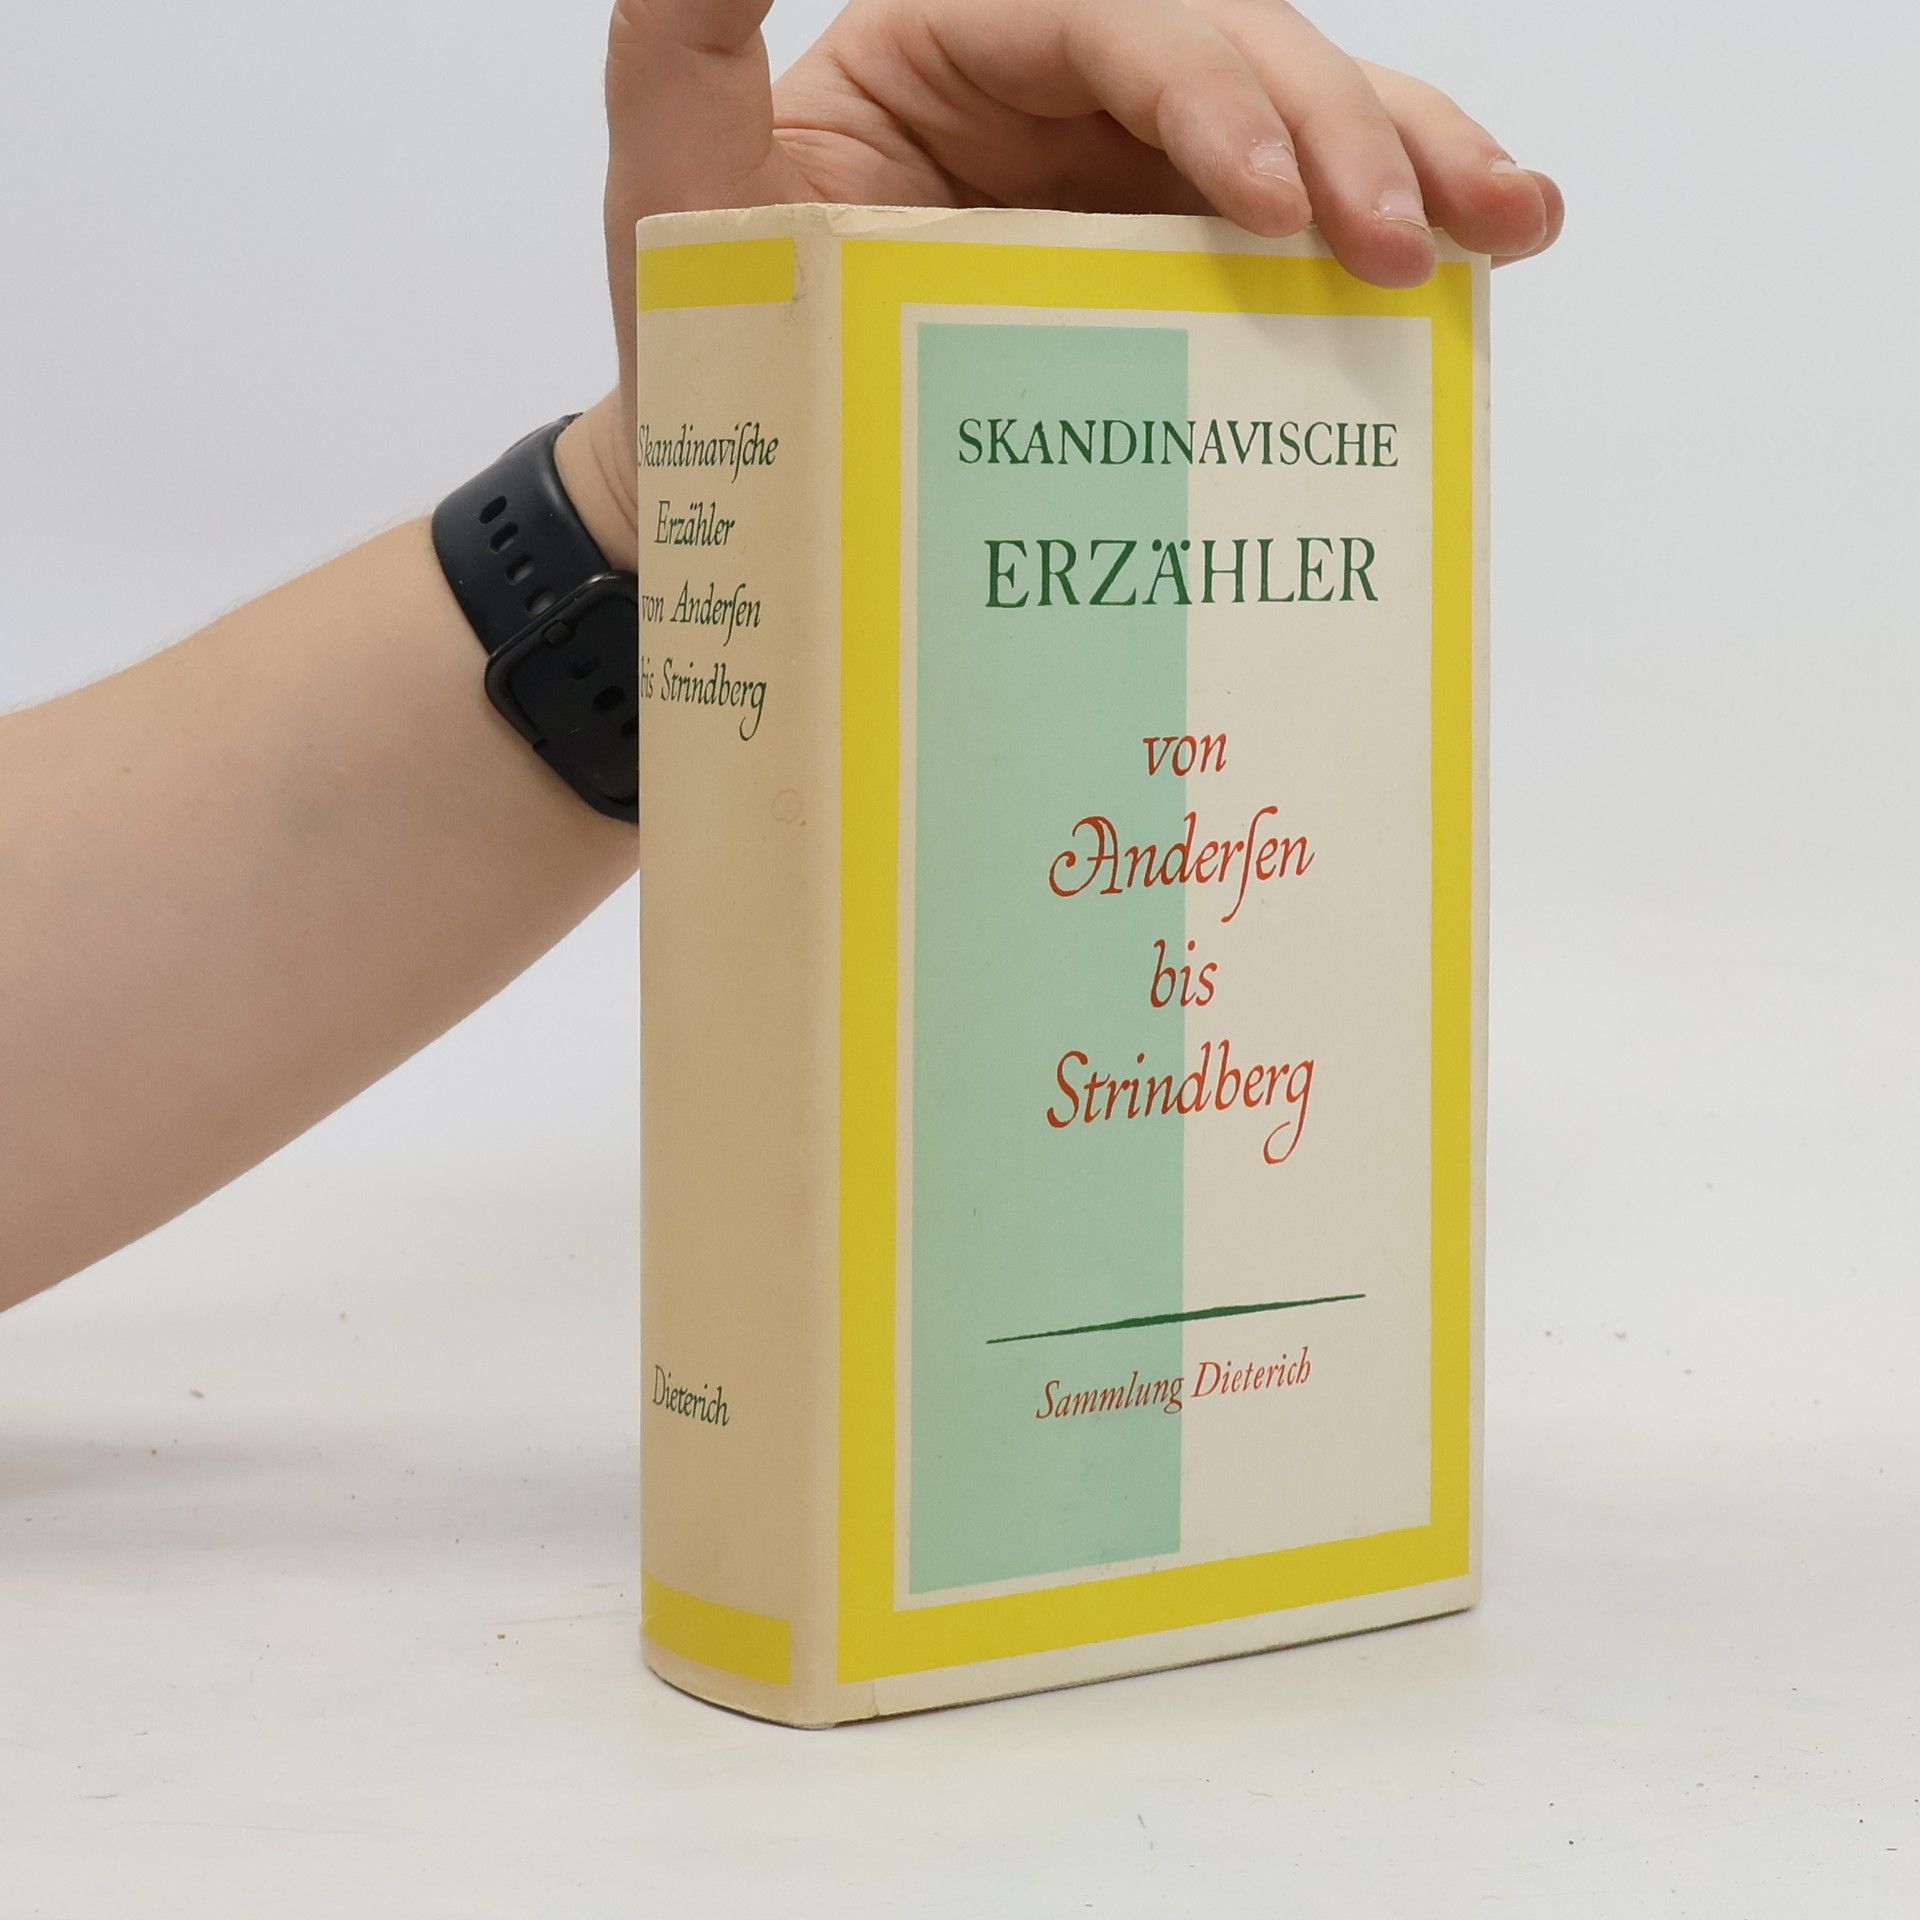 Skandinaviſche
Erzähler
von Anderſen
bis Strindberg
Dieterich
SKANDINAVISCHE
ERZÄHLER
von
Anderſen
bis
Strindberg
Sammlung Dieterich